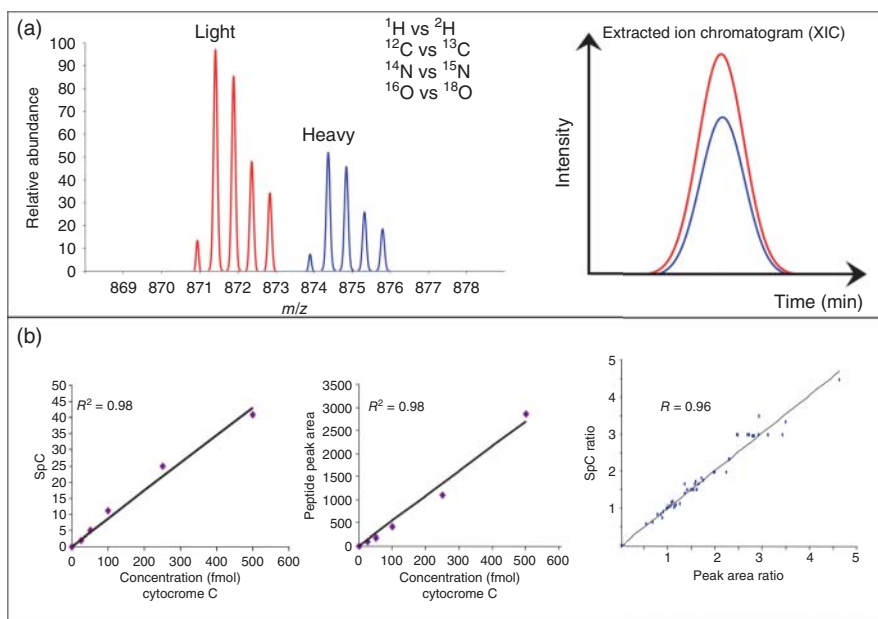 (a)
Light
Heavy
¹H vs ²H
¹²C vs ¹³C
¹⁴N vs ¹⁵N
¹⁶O vs ¹⁸O
Relative abundance
100
90
80
70
60
50
40
30
20
10
0
869 870 871 872 873 874 875 876 877 878
m/z
Extracted ion chromatogram (XIC)
Intensity
Time (min)
(b)
R² = 0.98
SpC
50
45
40
35
30
25
20
15
10
5
0
0 100 200 300 400 500 600
Concentration (fmol)
cytocrome C
R² = 0.98
Peptide peak area
3500
3000
2500
2000
1500
1000
500
0
0 100 200 300 400 500 600
Concentration (fmol)
cytocrome C
R = 0.96
SpC ratio
5
4
3
2
1
1 2 3 4 5
Peak area ratio